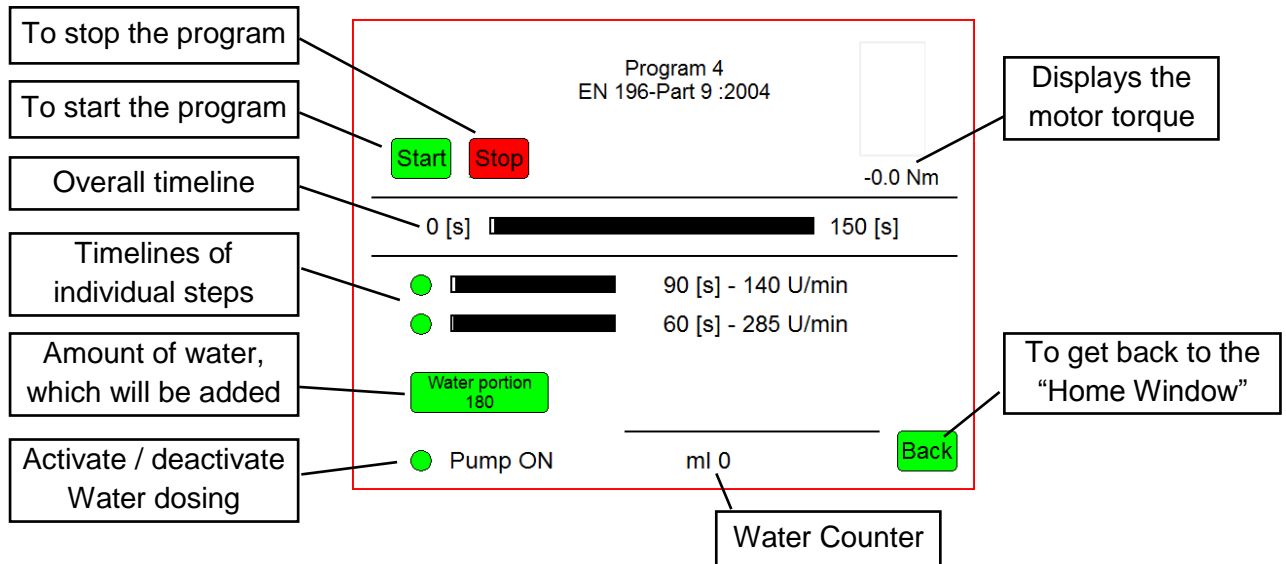 To stop the program
To start the program
Overall timeline
Timelines of
individual steps
Amount of water,
which will be added
Activate / deactivate
Water dosing
Program 4
EN 196-Part 9 :2004
Start
Stop
-0.0 Nm
0 [s]
150 [s]
90 [s] - 140 U/min
60 [s] - 285 U/min
Water portion
180
Pump ON
ml 0
Back
Displays the
motor torque
To get back to the
“Home Window”
Water Counter